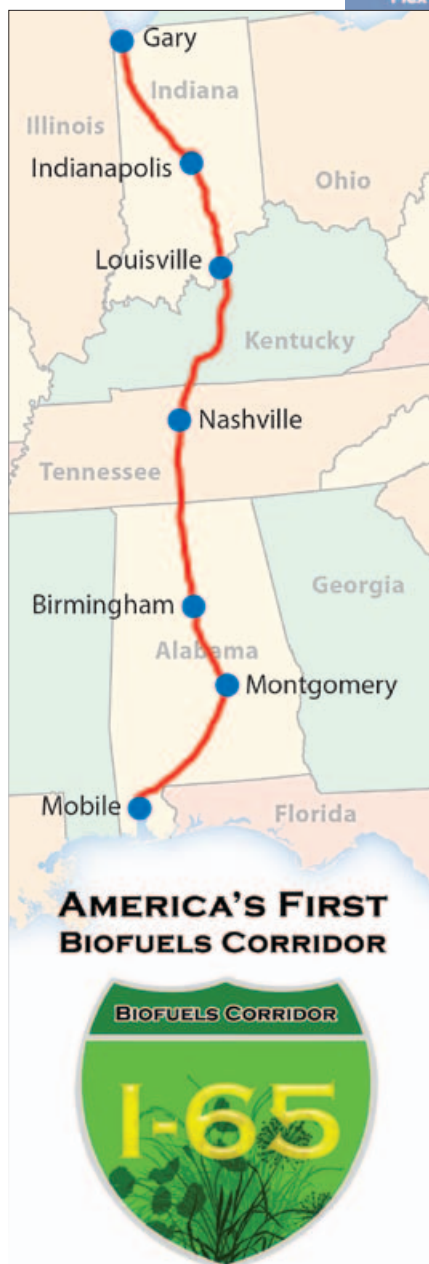 Gary
Indiana
Illinois
Indianapolis
Ohio
Louisville
Kentucky
Nashville
Tennessee
Georgia
Birmingham
Alabama
Montgomery
Mobile
Florida
AMERICA'S FIRST
BIOFUELS CORRIDOR
BIOFUELS CORRIDOR
I-65